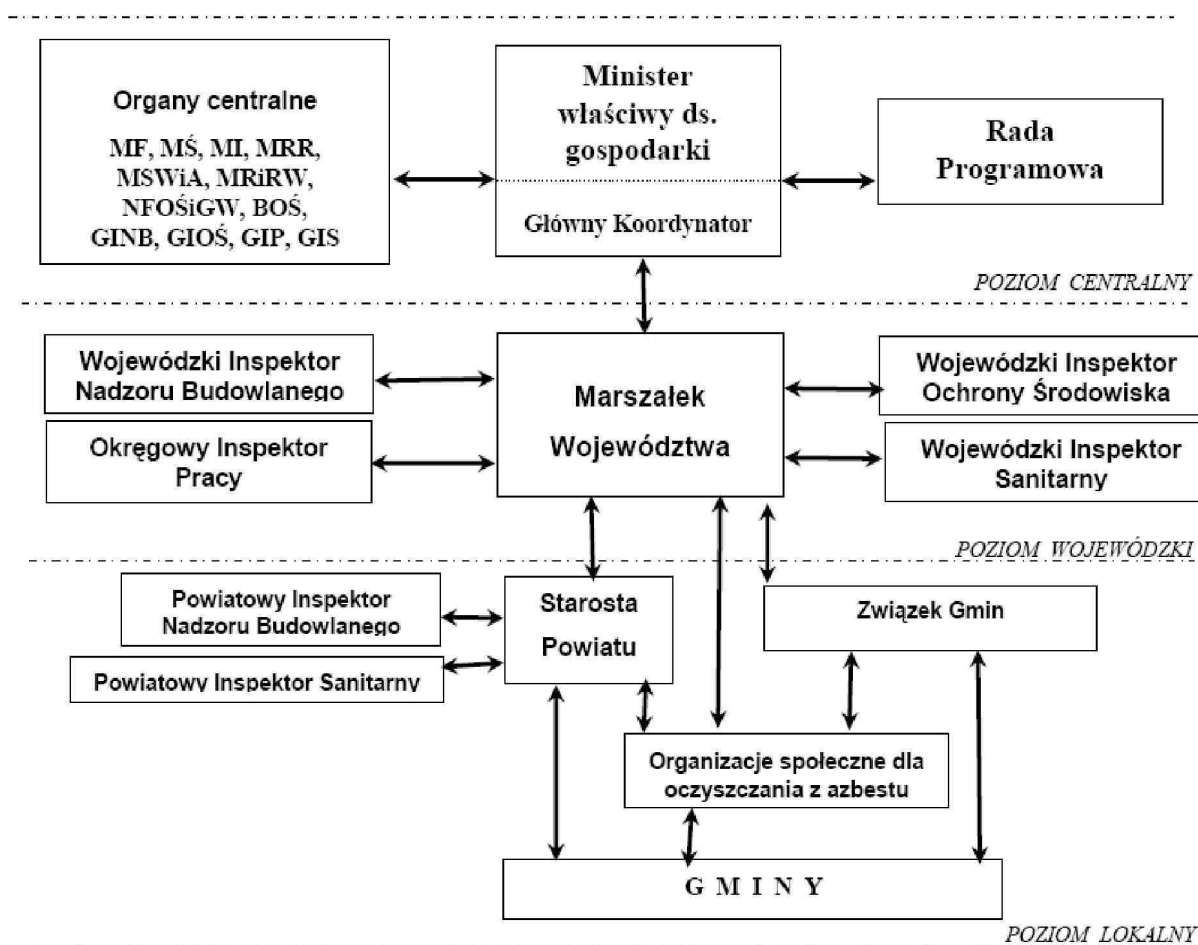 Organy centralne
MF, MŚ, MI, MRR,
MSWiA, MRiRW,
NFOŚiGW, BOŚ,
GINB, GIOŚ, GIP, GIS
Minister
właściwy ds.
gospodarki
Główny Koordynator
Rada
Programowa
POZIOM CENTRALNY
Wojewódzki Inspektor
Nadzoru Budowlanego
Okręgowy Inspektor
Pracy
Marszałek
Województwa
Wojewódzki Inspektor
Ochrony Środowiska
Wojewódzki Inspektor
Sanitarny
POZIOM WOJEWÓDZKI
Powiatowy Inspektor
Nadzoru Budowlanego
Powiatowy Inspektor Sanitarny
Starosta
Powiatu
Związek Gmin
Organizacje społeczne dla
oczyszczania z azbestu
G M I N Y
POZIOM LOKALNY